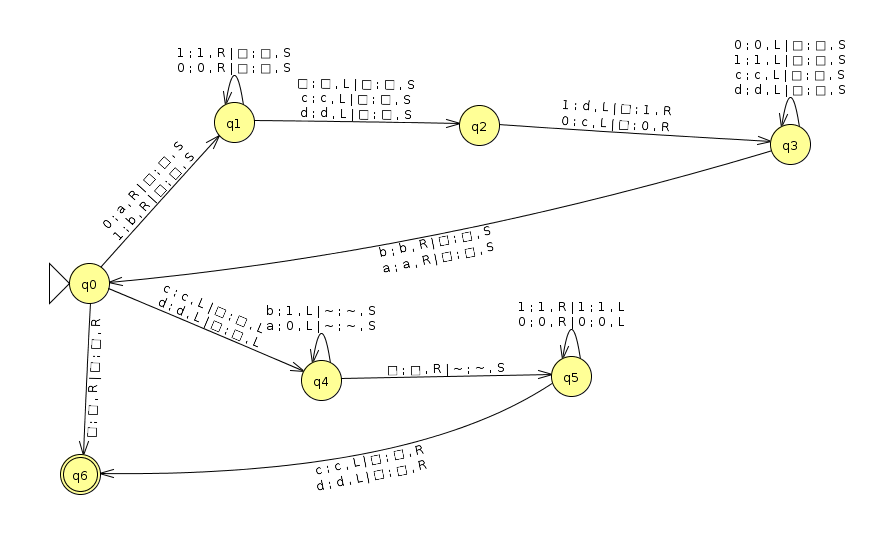 1 ; 1 , R | □ ; □ , S
0 ; 0 , R | □ ; □ , S
q1
□ ; □ , L | □ ; □ , S
c ; c , L | □ ; □ , S
d ; d , L | □ ; □ , S
q2
1 ; d , L | □ ; 1 , R
0 ; c , L | □ ; 0 , R
0 ; 0 , L | □ ; □ , S
1 ; 1 , L | □ ; □ , S
c ; c , L | □ ; □ , S
d ; d , L | □ ; □ , S
q3
0 ; a , R | □ ; □ , S
1 ; b , R | □ ; □ , S
b ; b , R | □ ; □ , S
a ; a , R | □ ; □ , S
q0
c ; c , L | □ ; □ , L
d ; d , L | □ ; □ , L
b ; 1 , L | ~ ; ~ , S
a ; 0 , L | ~ ; ~ , S
q4
□ ; □ , R | ~ ; ~ , S
1 ; 1 , R | 1 ; 1 , L
0 ; 0 , R | 0 ; 0 , L
q5
□ ; □ , R | □ ; □ , R
c ; c , L | □ ; □ , R
d ; d , L | □ ; □ , R
q6